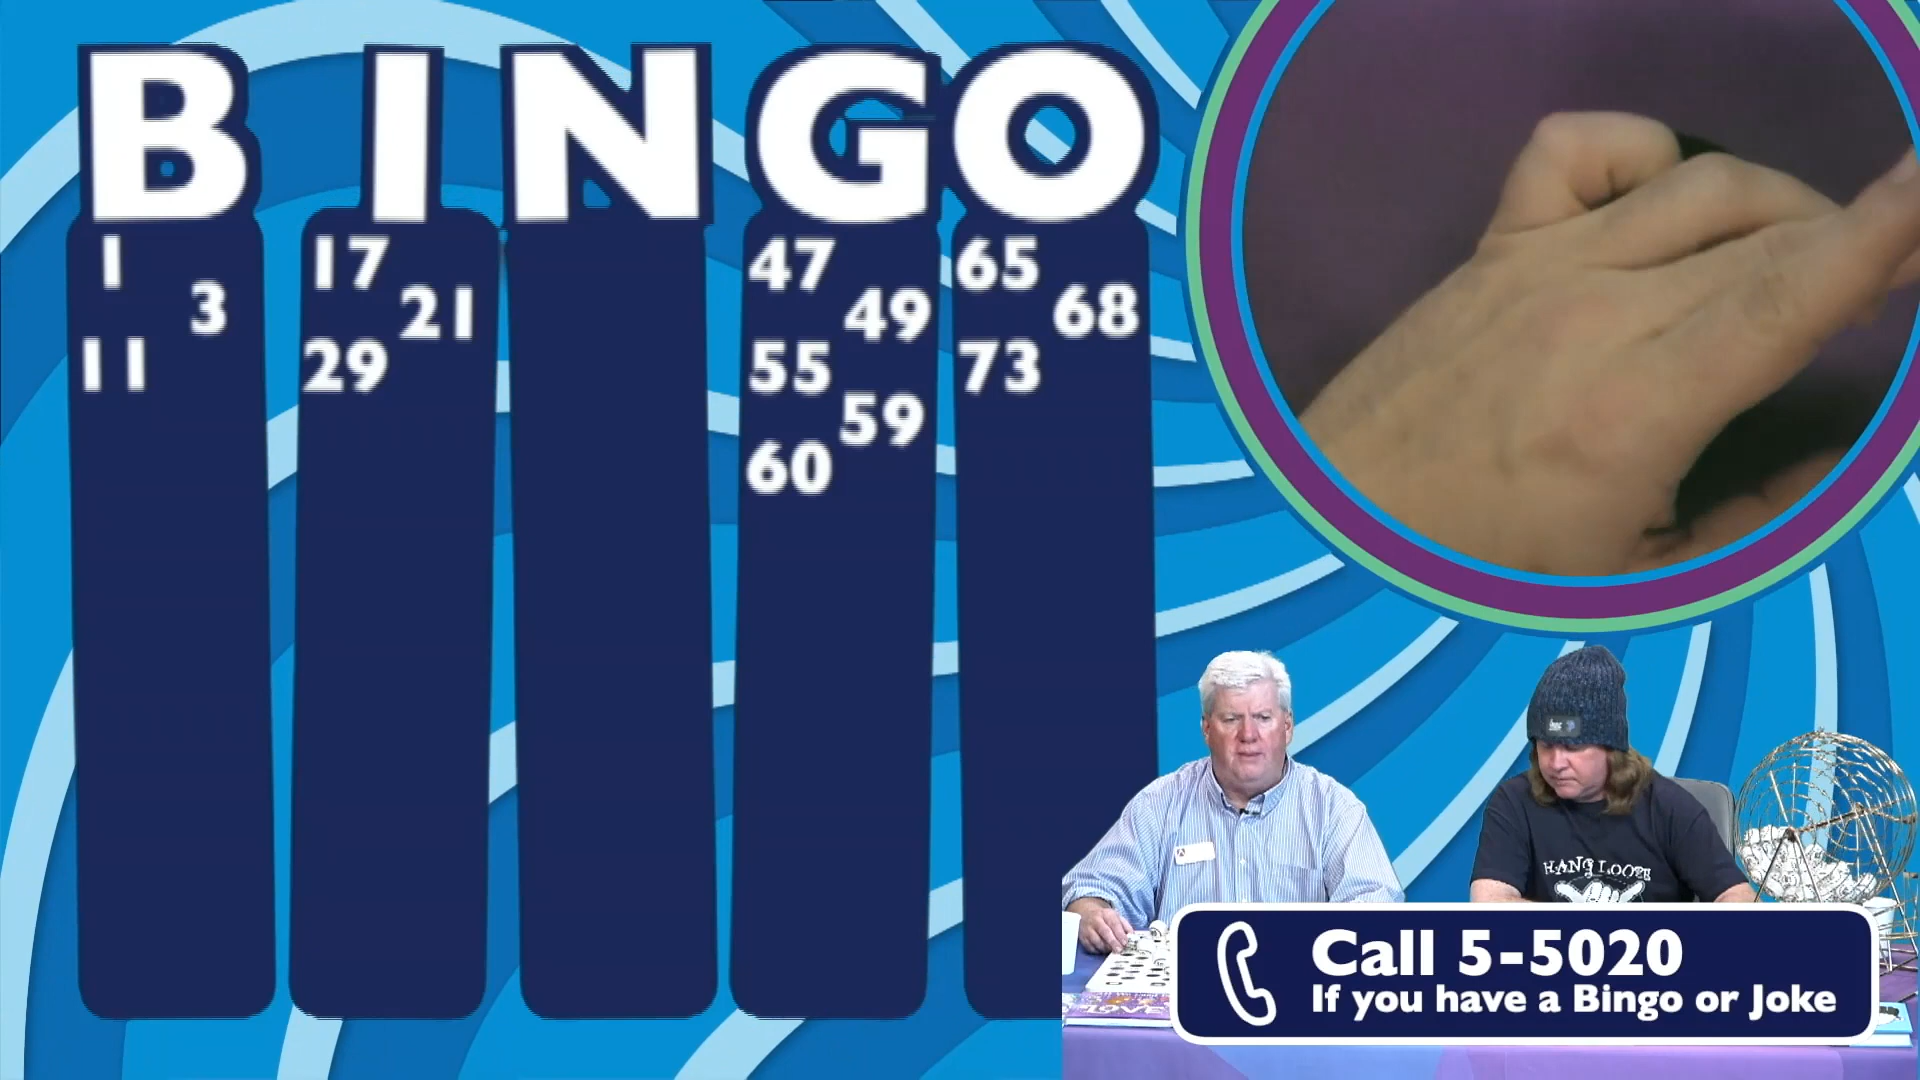 BINGO
1 17 47 65
3 21 49 68
11 29 55 73
59
60
HANG LOOSE
Call 5-5020
If you have a Bingo or Joke